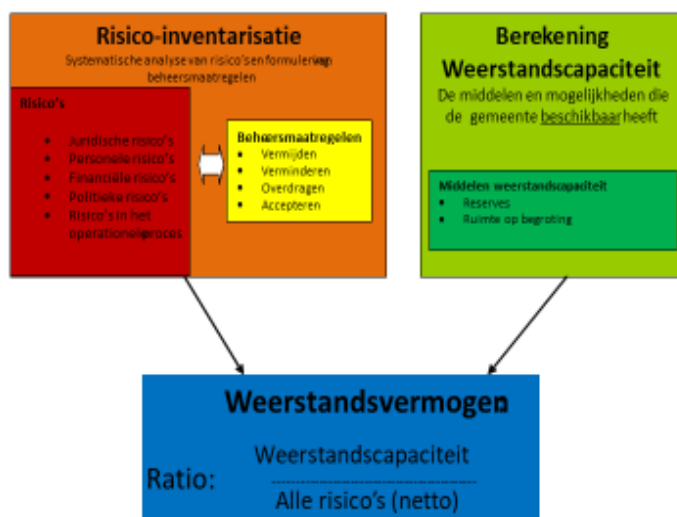 Risico-inventarisatie
Systematische analyse van risico's en formulering van
beheersmaatregelen
Risico's
• Juridische risico's
• Personele risico's
• Financiële risico's
• Politieke risico's
• Risico's in het
operationele proces
Beheersmaatregelen
• Vermijden
• Verminderen
• Overdragen
• Accepteren
Berekening
Weerstandscapaciteit
De middelen en mogelijkheden die
de gemeente beschikbaar heeft
Middelen weerstandscapaciteit
• Reserves
• Ruimte op begroting
Weerstandsvermogen
Ratio:
Weerstandscapaciteit
Alle risico's (netto)